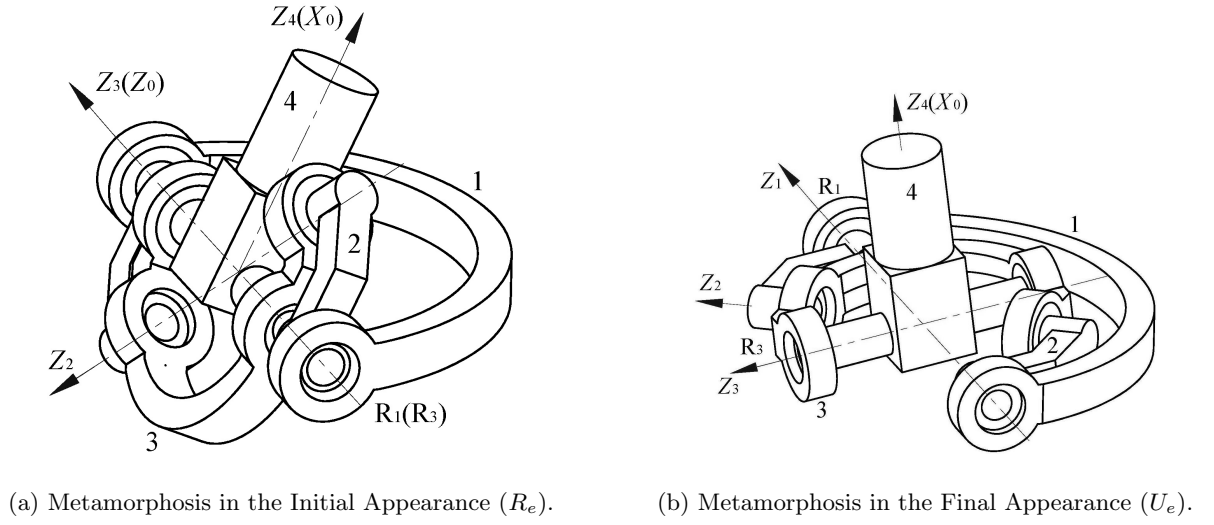 Z4(X0)
Z3(Z0)
4
1
2
Z2
R1(R3)
3
(a) Metamorphosis in the Initial Appearance (Re).
Z4(X0)
Z1
R1
4
1
Z2
2
R3
Z3
3
(b) Metamorphosis in the Final Appearance (Ue).